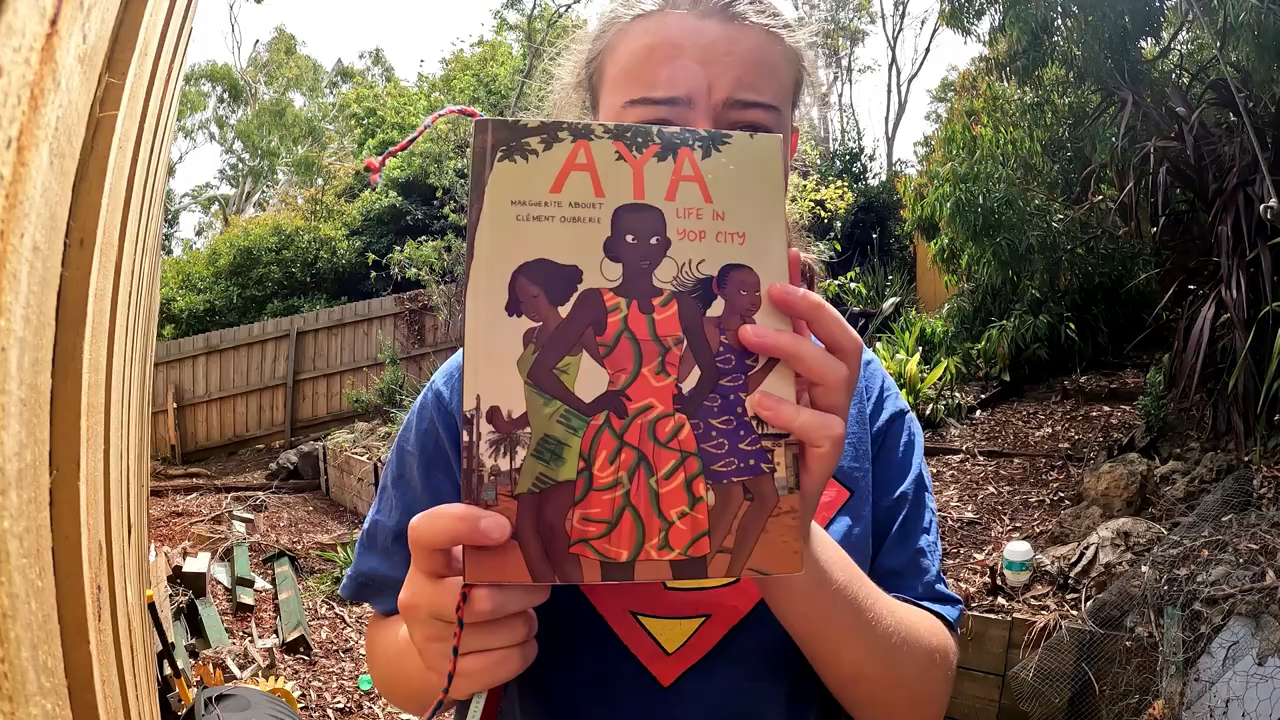 AYA
MARGUERITE ABOUET
CLÉMENT OUBRERIE
LIFE IN
YOP CITY